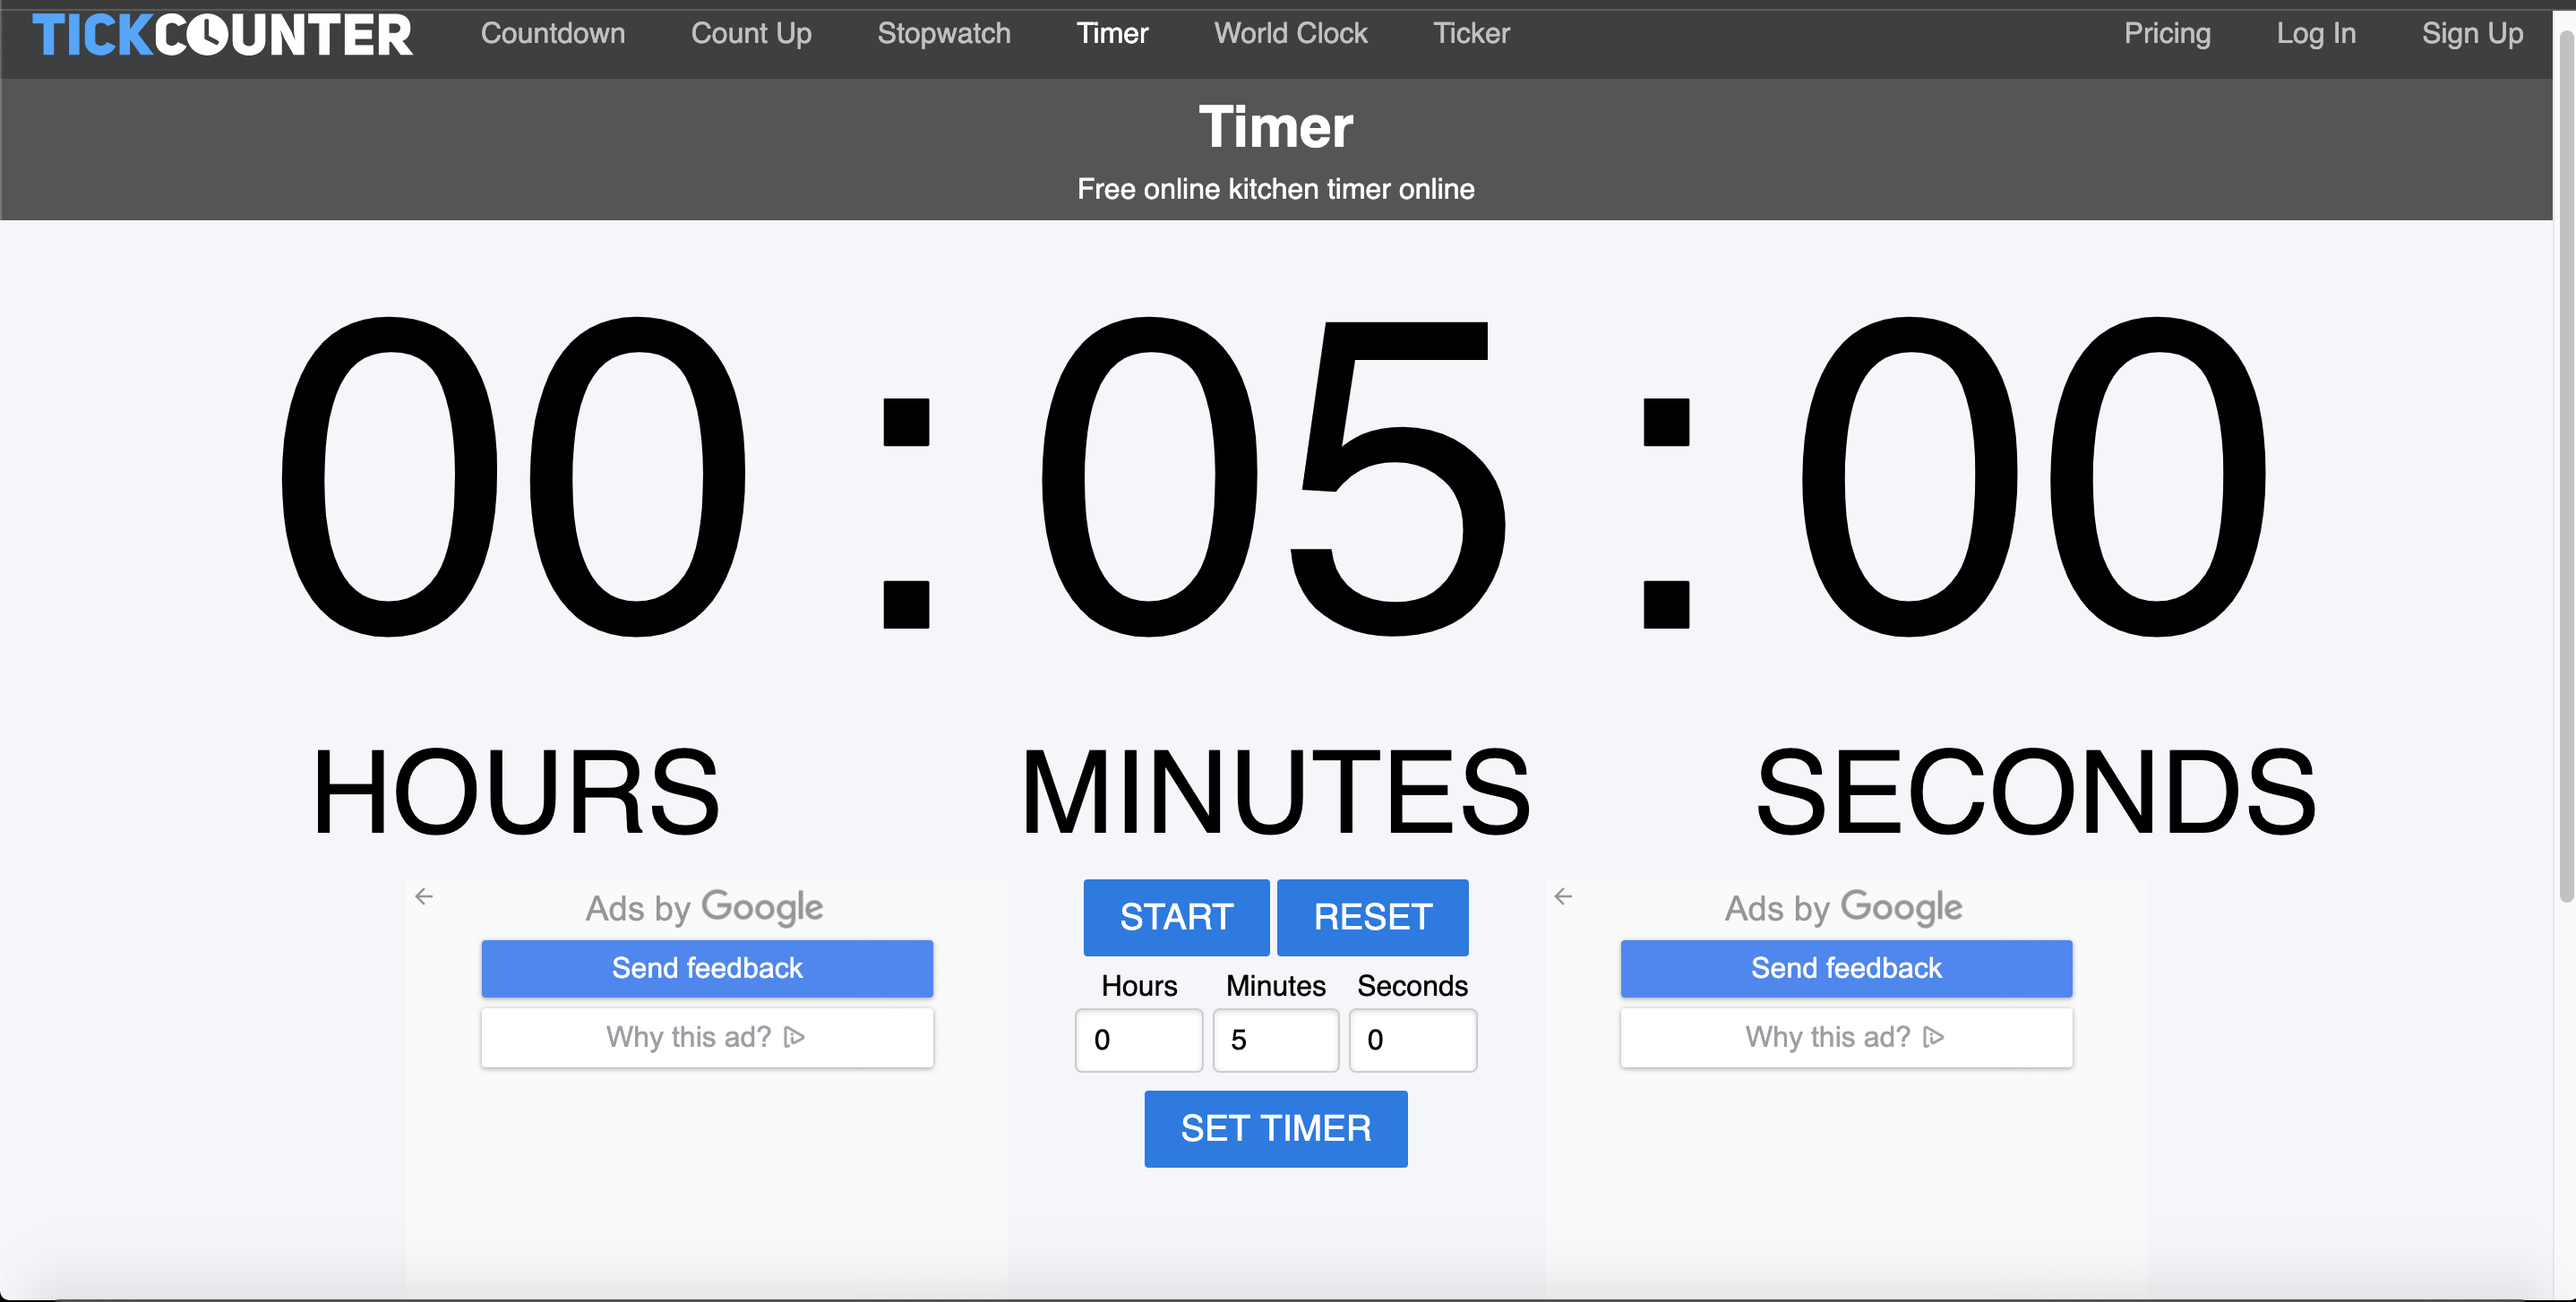 TICKCOUNTER Countdown Count Up Stopwatch Timer World Clock Ticker Pricing Log In Sign Up
Timer
Free online kitchen timer online
00 : 05 : 00
HOURS MINUTES SECONDS
Ads by Google
Send feedback
Why this ad?
START RESET
Hours Minutes Seconds
0 5 0
SET TIMER
Ads by Google
Send feedback
Why this ad?